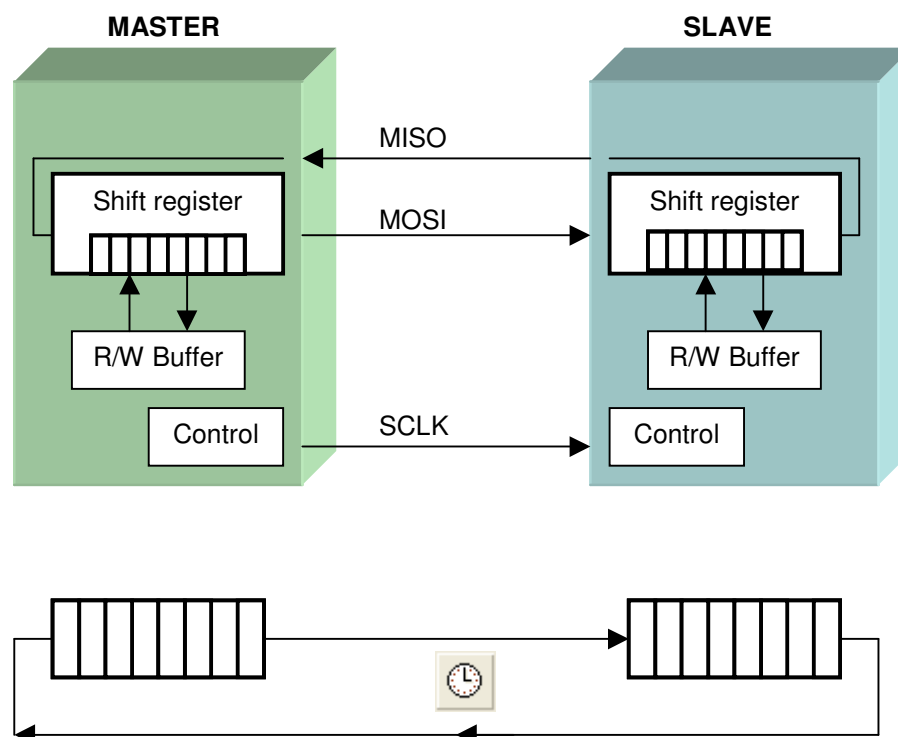 MASTER
SLAVE
MISO
Shift register
Shift register
MOSI
R/W Buffer
R/W Buffer
SCLK
Control
Control